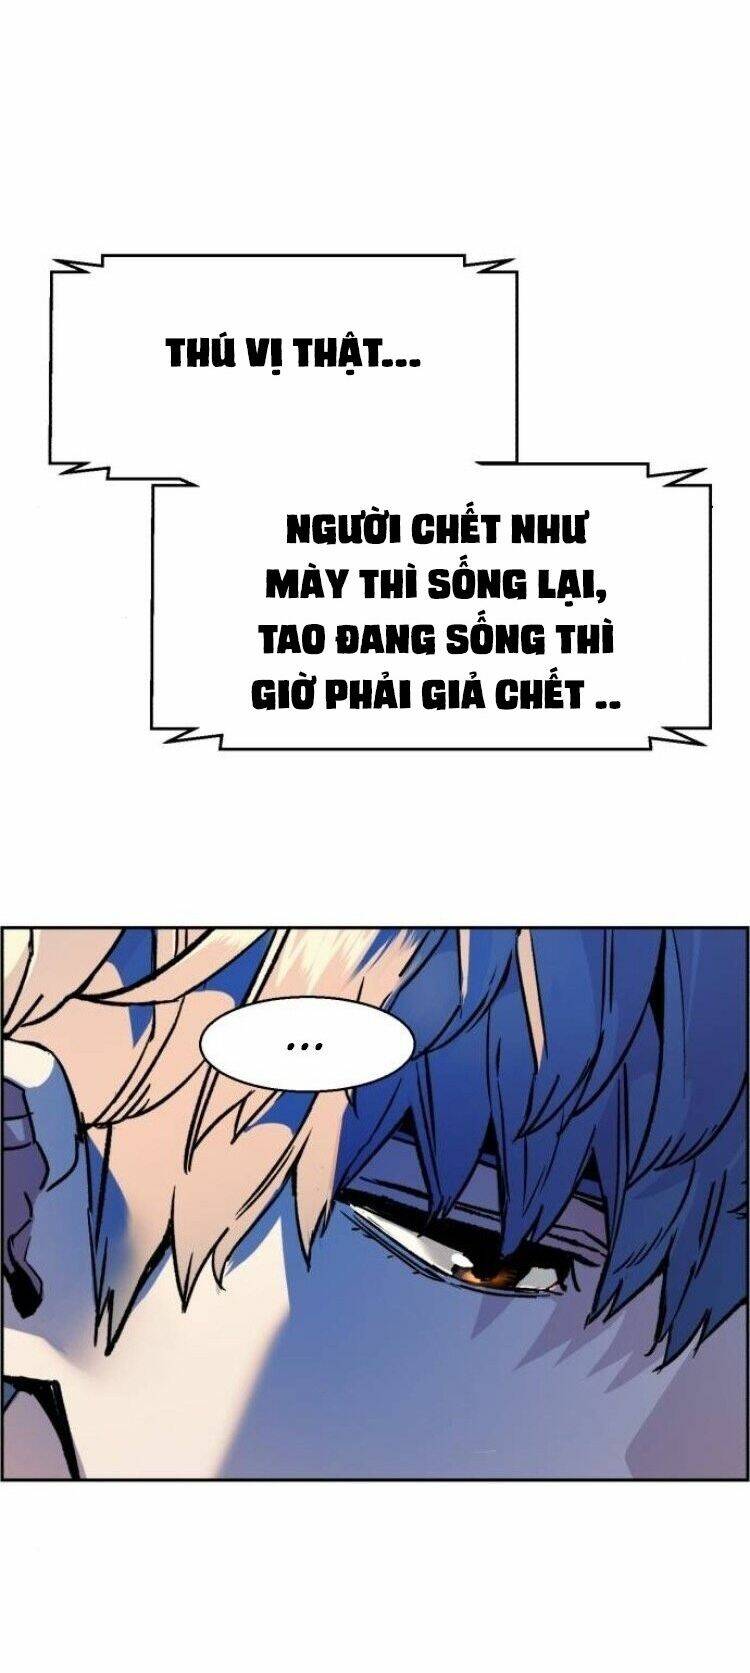 THÚ VỊ THẬT...
NGƯỜI CHẾT NHƯ
MÀY THÌ SỐNG LẠI,
TAO ĐANG SỐNG THÌ
GIỜ PHẢI GIẢ CHẾT ..
...